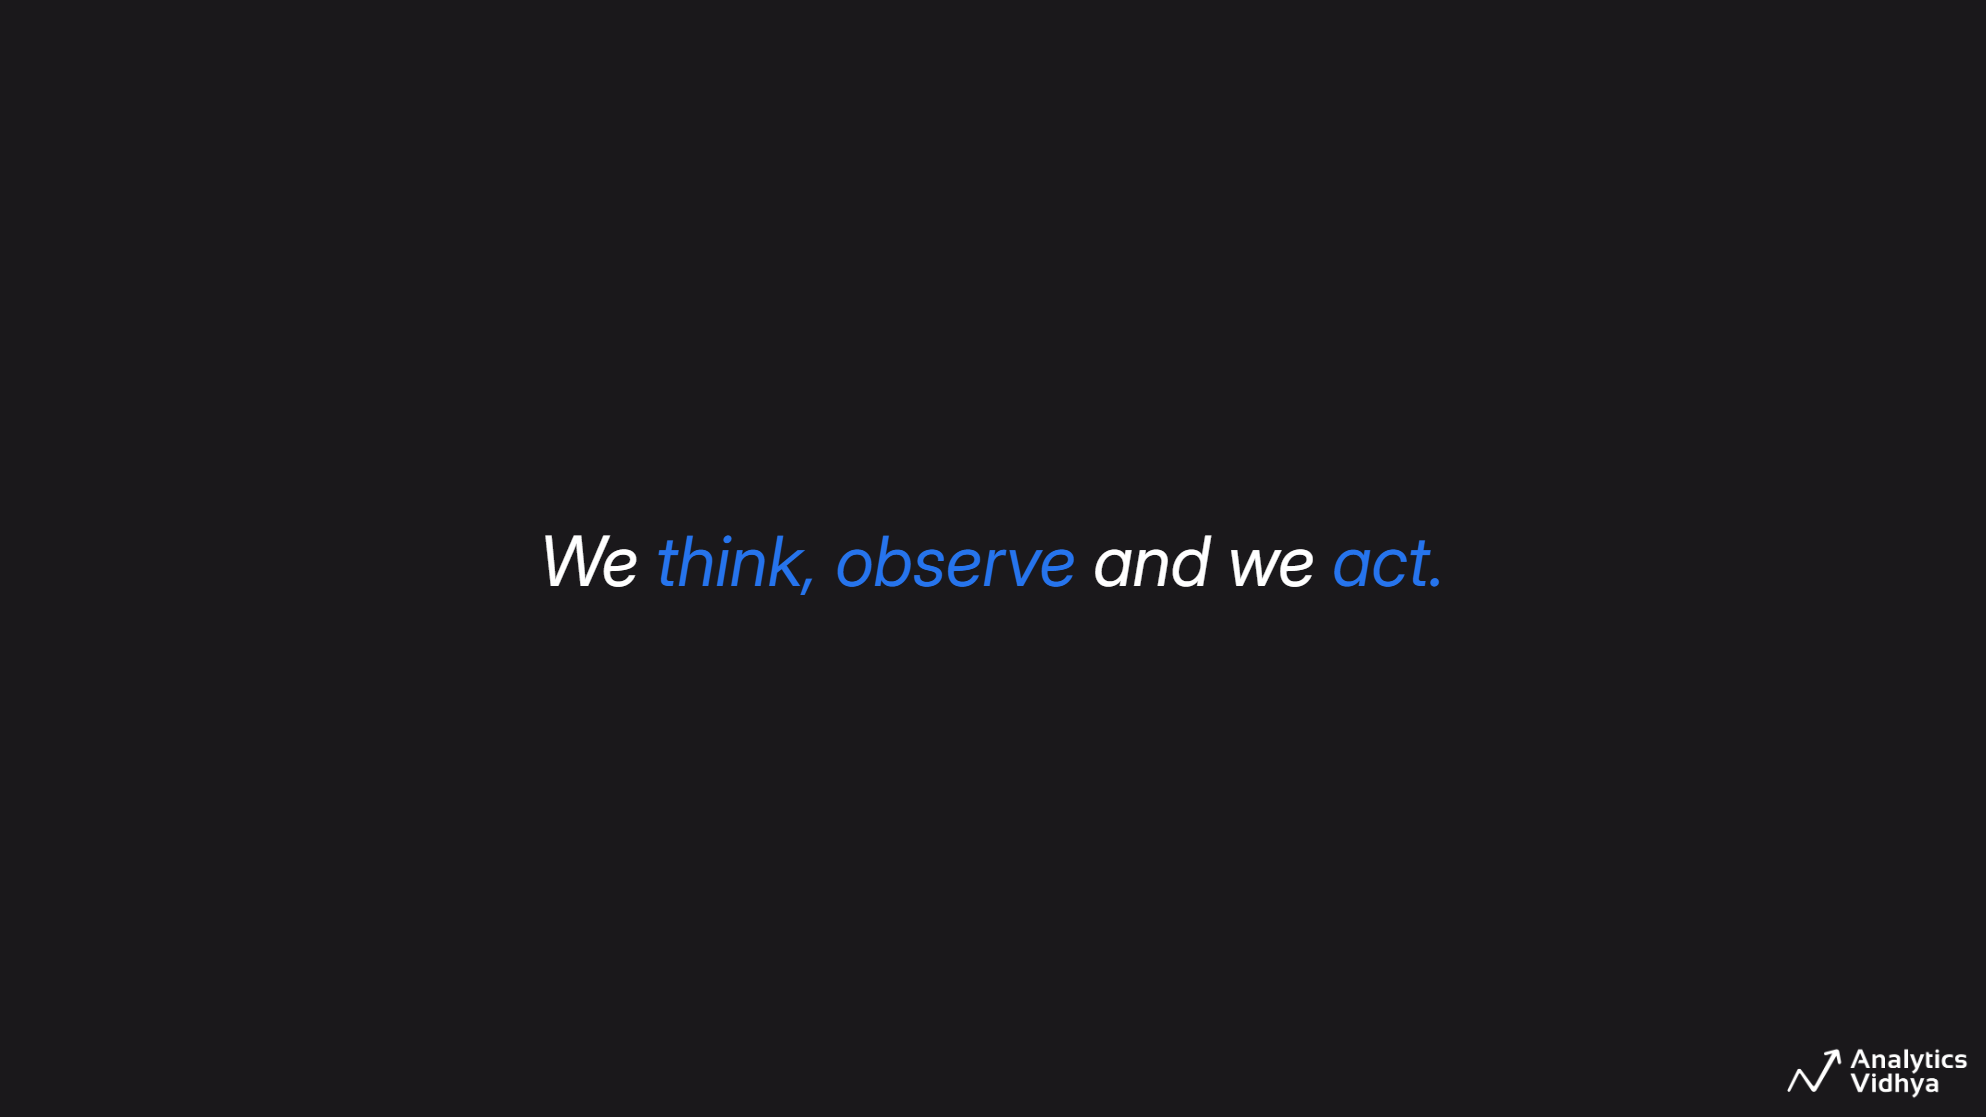 We think, observe and we act.
Analytics
Vidhya